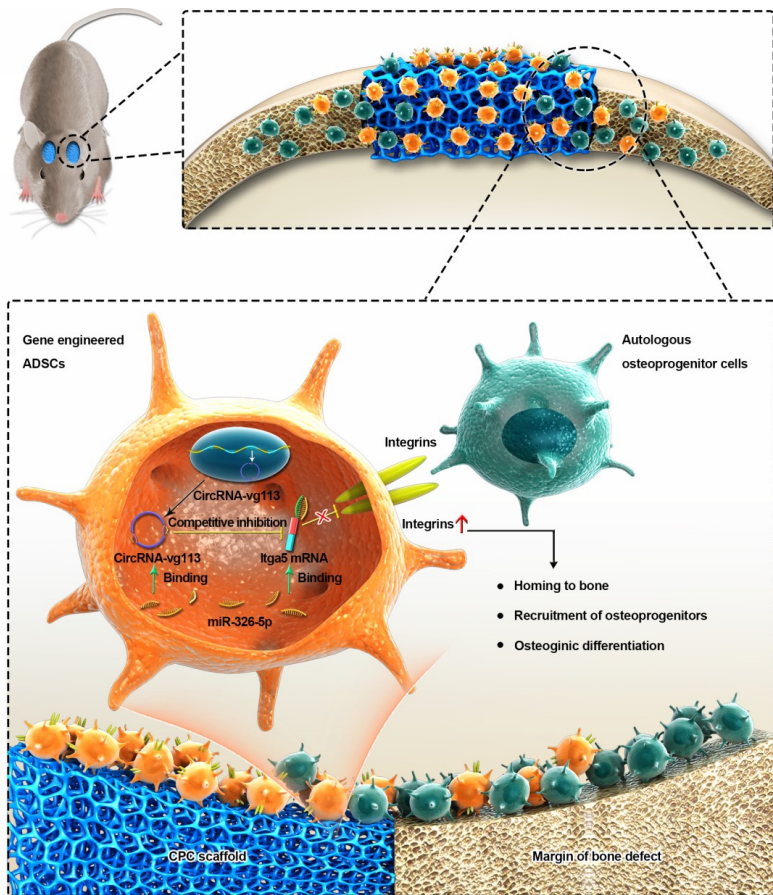 Gene engineered
ADSCs
Autologous
osteoprogenitor cells
Integrins
CircRNA-vg113
Competitive inhibition
Integrins
CircRNA-vg113
Itga5 mRNA
Binding
Binding
miR-326-5p
Homing to bone
Recruitment of osteoprogenitors
Osteoginic differentiation
CPC scaffold
Margin of bone defect